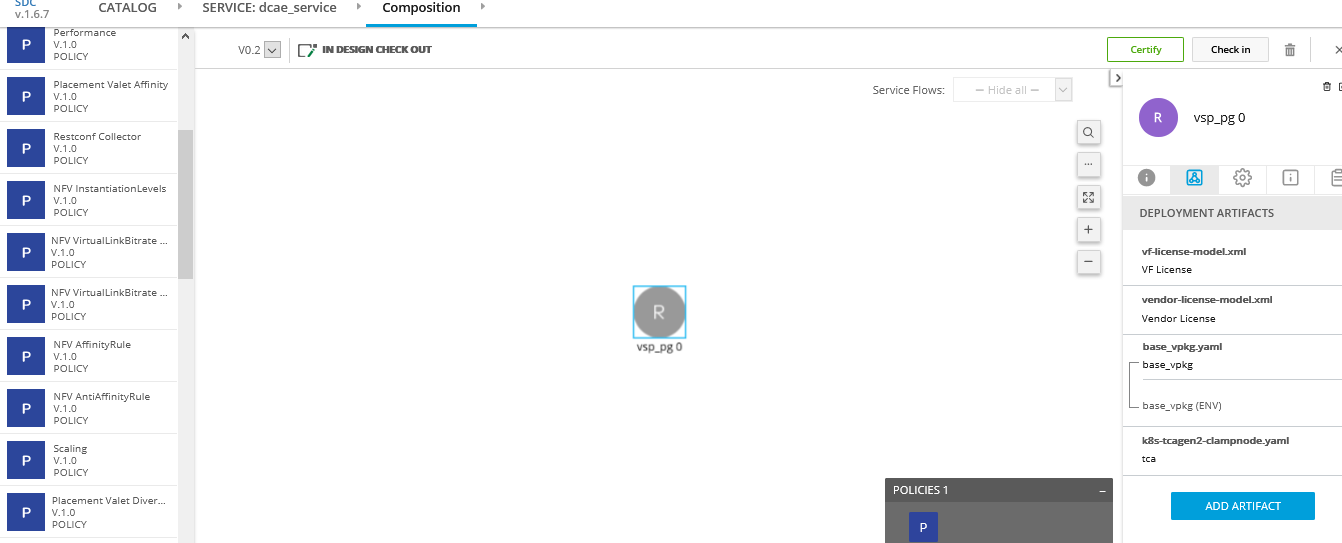 SDC
v.1.6.7
CATALOG
SERVICE: dcae_service
Composition
Performance
V.1.0
POLICY
P
Placement Valet Affinity
V.1.0
POLICY
P
Restconf Collector
V.1.0
POLICY
P
NFV InstantiationLevels
V.1.0
POLICY
P
NFV VirtualLinkBitrate ...
V.1.0
POLICY
P
NFV VirtualLinkBitrate ...
V.1.0
POLICY
P
NFV AffinityRule
V.1.0
POLICY
P
NFV AntiAffinityRule
V.1.0
POLICY
P
Scaling
V.1.0
POLICY
P
Placement Valet Diver...
V.1.0
POLICY
P
V0.2
IN DESIGN CHECK OUT
Certify
Check in
Service Flows:
— Hide all —
R
vsp_pg 0
POLICIES 1
P
R
vsp_pg 0
DEPLOYMENT ARTIFACTS
vf-license-model.xml
VF License
vendor-license-model.xml
Vendor License
base_vpkg.yaml
base_vpkg
base_vpkg (ENV)
k8s-tcagen2-clampnode.yaml
tca
ADD ARTIFACT